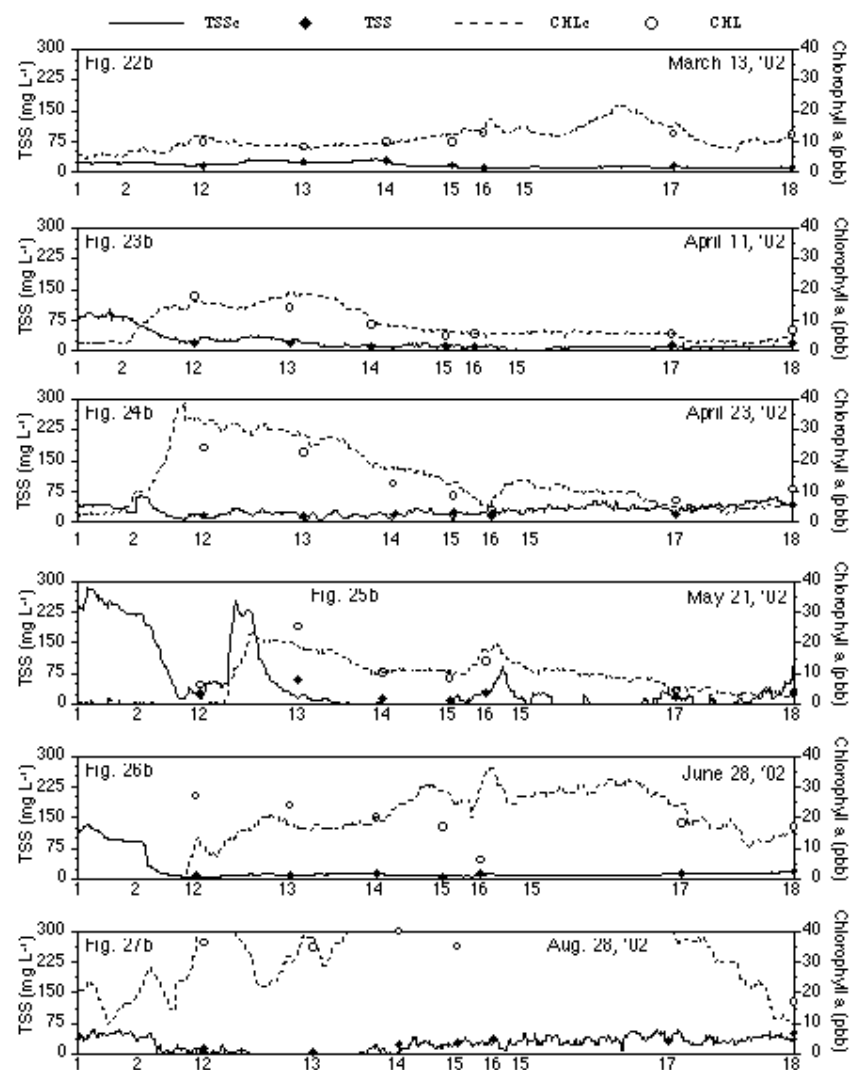 TSSc TSS CHLc CHL
300 Fig. 22b March 13, '02 40
225 30
150 20
75 10
0 0
TSS (mg L-¹) Chlorophyll a (pbb)
1 2 12 13 14 15 16 15 17 18
300 Fig. 23b April 11, '02 40
225 30
150 20
75 10
0 0
TSS (mg L-¹) Chlorophyll a (pbb)
1 2 12 13 14 15 16 15 17 18
300 Fig. 24b April 23, '02 40
225 30
150 20
75 10
0 0
TSS (mg L-¹) Chlorophyll a (pbb)
1 2 12 13 14 15 16 15 17 18
300 Fig. 25b May 21, '02 40
225 30
150 20
75 10
0 0
TSS (mg L-¹) Chlorophyll a (pbb)
1 2 12 13 14 15 16 15 17 18
300 Fig. 26b June 28, '02 40
225 30
150 20
75 10
0 0
TSS (mg L-¹) Chlorophyll a (pbb)
1 2 12 13 14 15 16 15 17 18
300 Fig. 27b Aug. 28, '02 40
225 30
150 20
75 10
0 0
TSS (mg L-¹) Chlorophyll a (pbb)
1 2 12 13 14 15 16 15 17 18